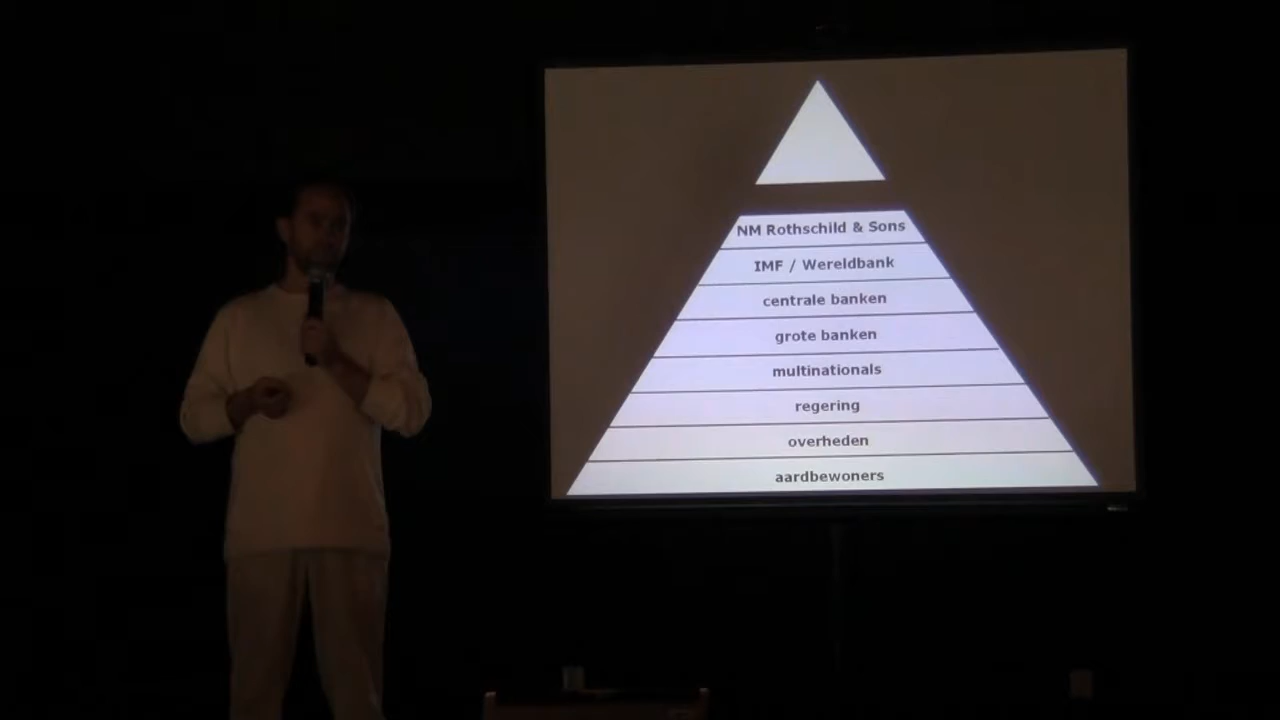 NM Rothschild & Sons
IMF / Wereldbank
centrale banken
grote banken
multinationals
regering
overheden
aardbewoners